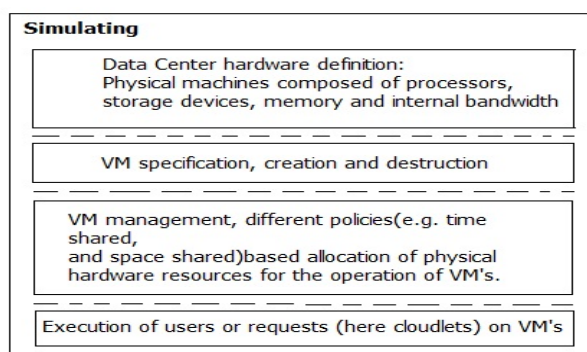 Simulating
Data Center hardware definition:
Physical machines composed of processors,
storage devices, memory and internal bandwidth
VM specification, creation and destruction
VM management, different policies(e.g. time
shared,
and space shared)based allocation of physical
hardware resources for the operation of VM's.
Execution of users or requests (here cloudlets) on VM's